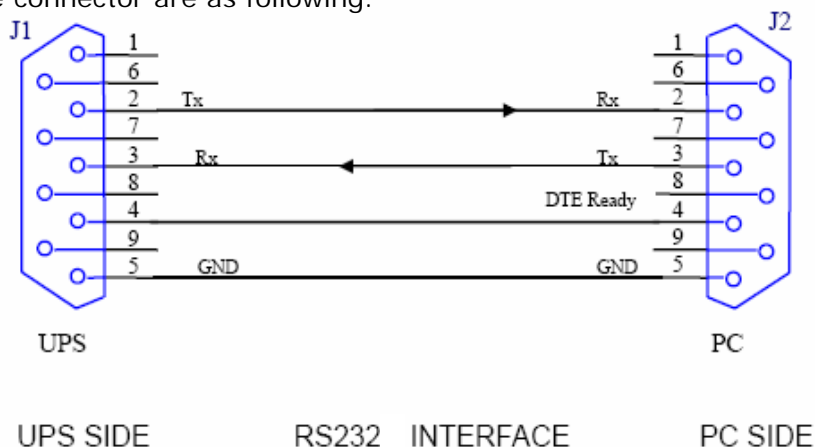 e connector are as following:
J1 J2
1 1
6 6
2 Tx Rx 2
7 7
3 Rx Tx 3
8 8
DTE Ready
4 4
9 9
5 GND GND 5
UPS PC
UPS SIDE RS232 INTERFACE PC SIDE